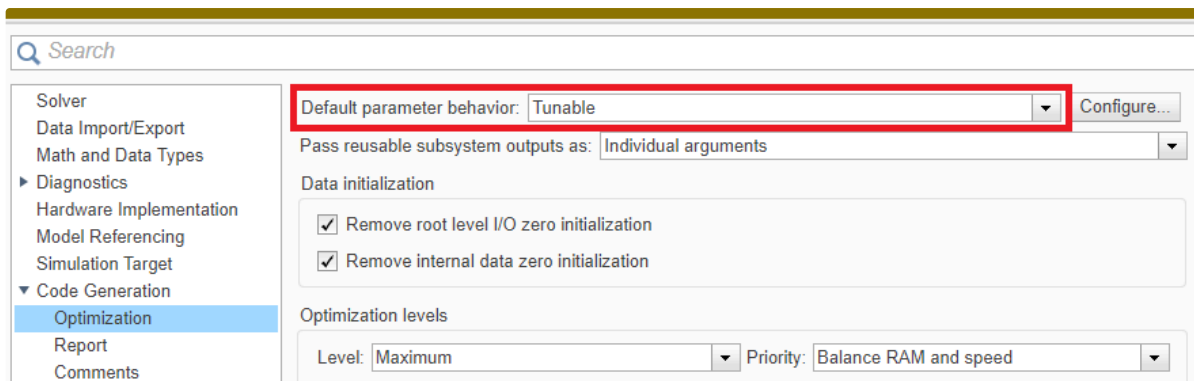 Search
Solver
Data Import/Export
Math and Data Types
Diagnostics
Hardware Implementation
Model Referencing
Simulation Target
Code Generation
Optimization
Report
Comments
Default parameter behavior: Tunable Configure...
Pass reusable subsystem outputs as: Individual arguments
Data initialization
Remove root level I/O zero initialization
Remove internal data zero initialization
Optimization levels
Level: Maximum Priority: Balance RAM and speed